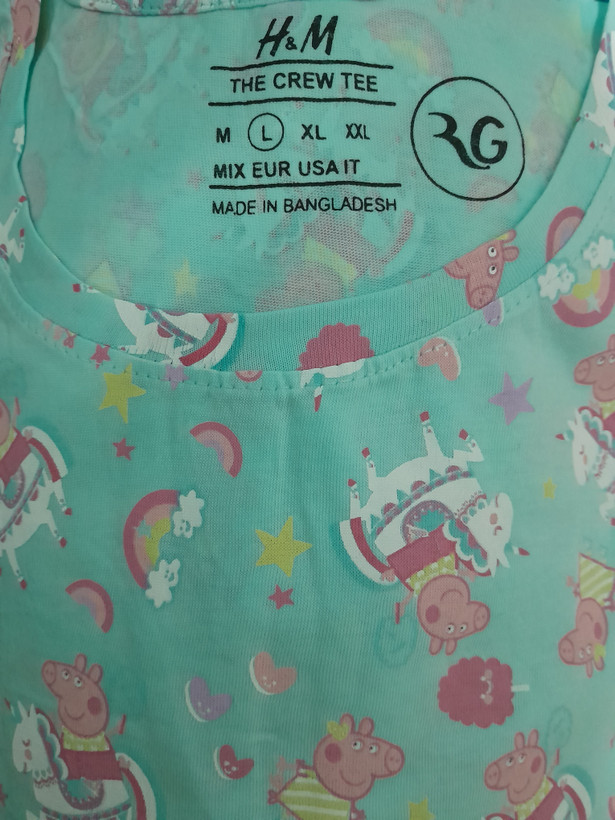 H&M
THE CREW TEE
M L XL XXL
MIX EUR USA IT
MADE IN BANGLADESH
RG